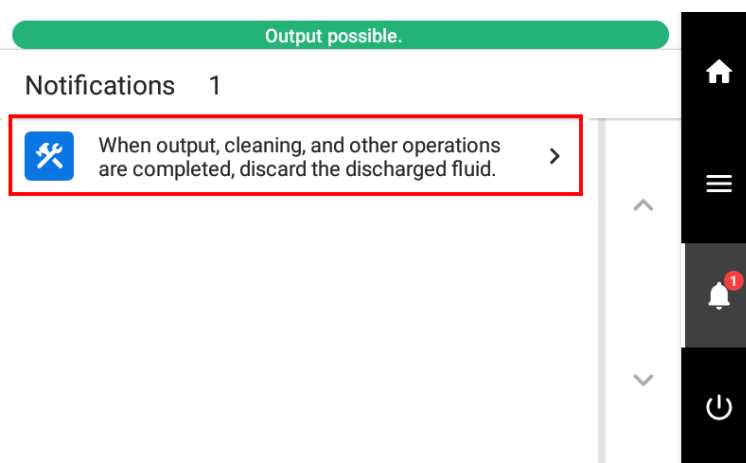 Output possible.
Notifications 1
When output, cleaning, and other operations
are completed, discard the discharged fluid.
1